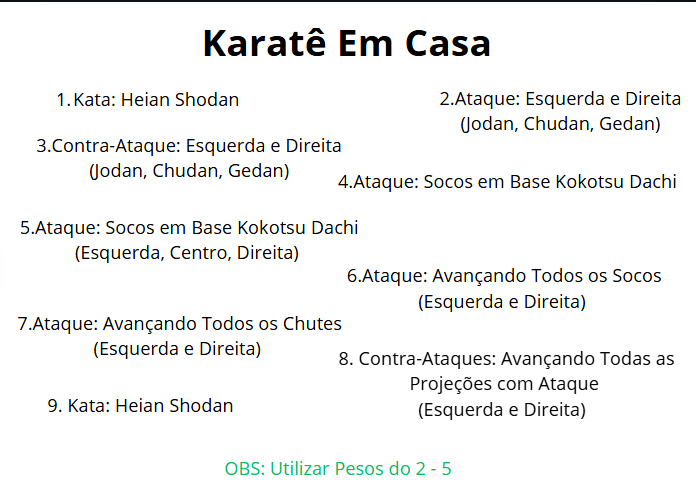 Karatê Em Casa
1. Kata: Heian Shodan
2.Ataque: Esquerda e Direita
(Jodan, Chudan, Gedan)
3.Contra-Ataque: Esquerda e Direita
(Jodan, Chudan, Gedan)
4.Ataque: Socos em Base Kokotsu Dachi
5.Ataque: Socos em Base Kokotsu Dachi
(Esquerda, Centro, Direita)
6.Ataque: Avançando Todos os Socos
(Esquerda e Direita)
7.Ataque: Avançando Todos os Chutes
(Esquerda e Direita)
8. Contra-Ataques: Avançando Todas as
Projeções com Ataque
(Esquerda e Direita)
9. Kata: Heian Shodan
OBS: Utilizar Pesos do 2 - 5